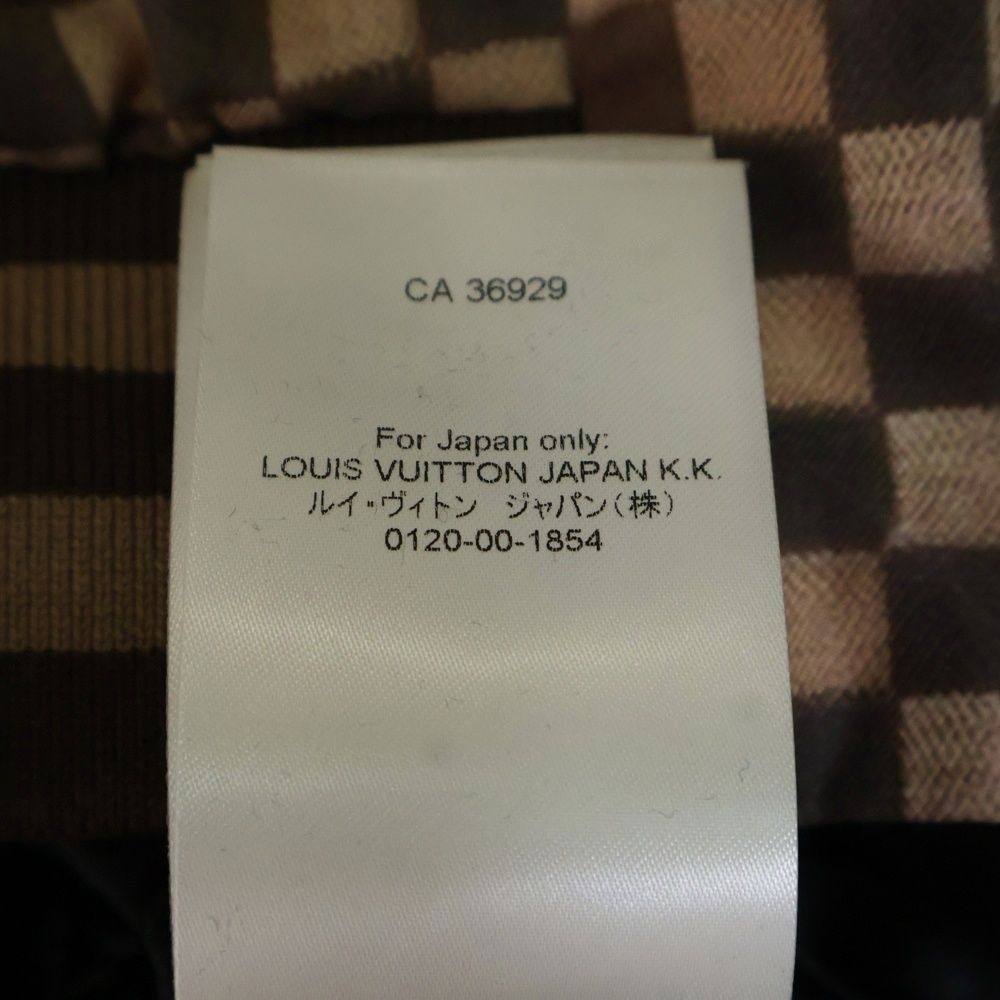 CA 36929
For Japan only:
LOUIS VUITTON JAPAN K.K.
ルイ・ヴィトン　ジャパン(株)
0120-00-1854